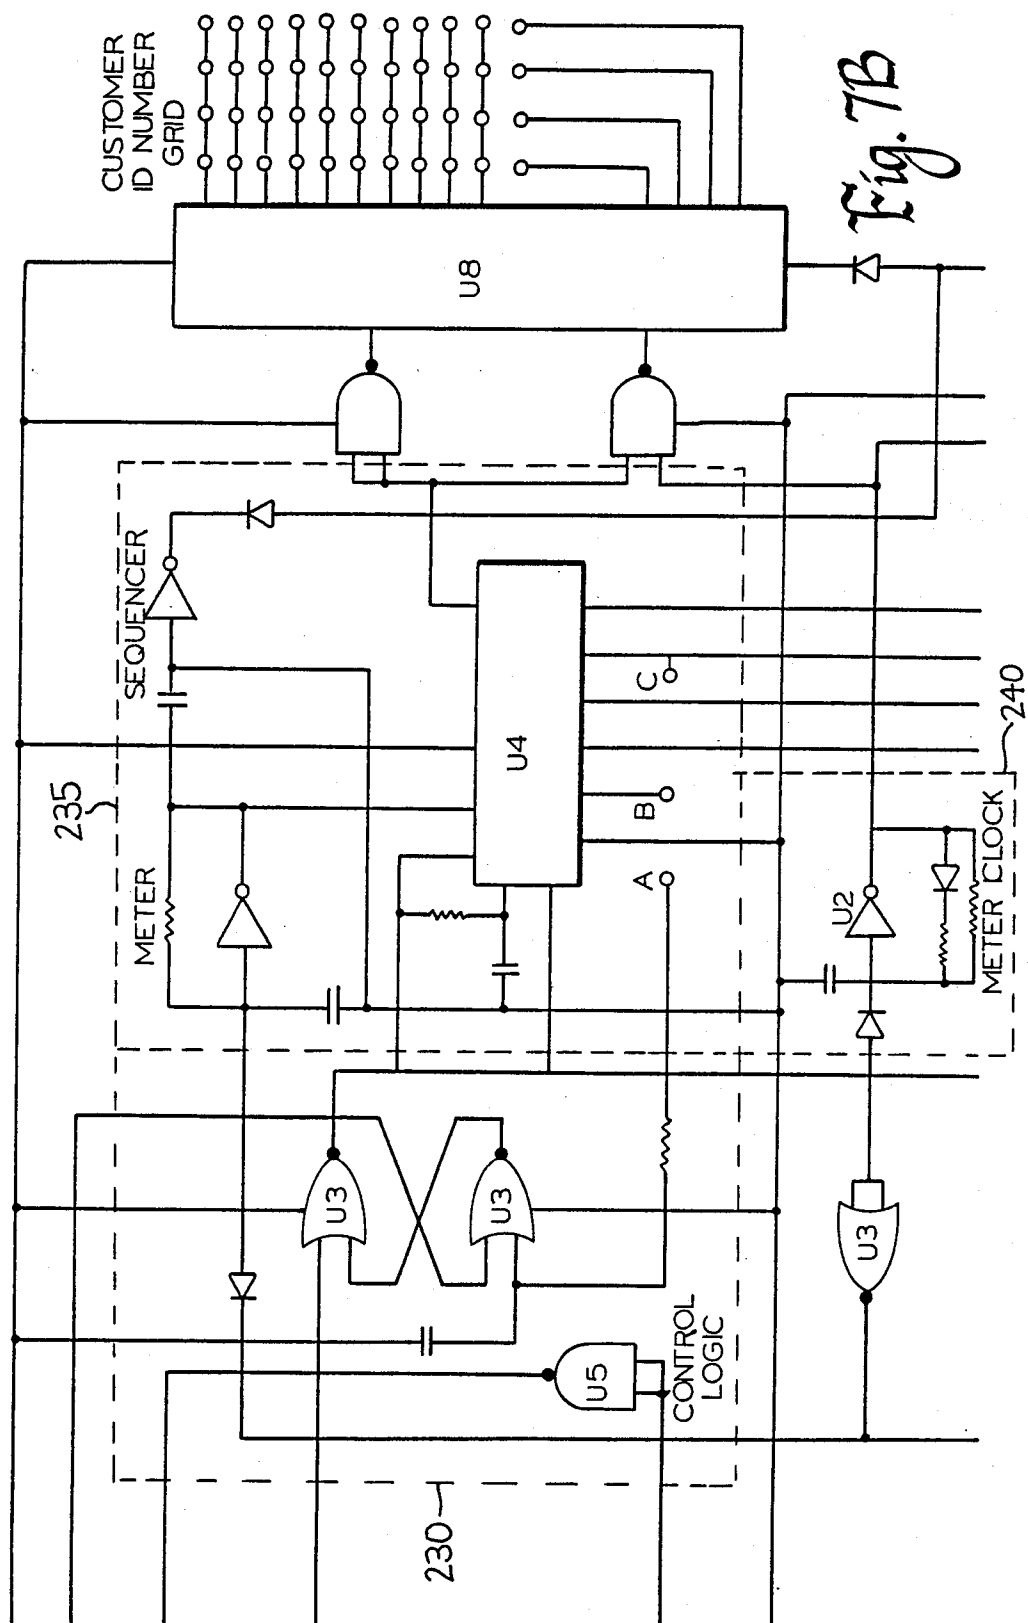 CUSTOMER
ID NUMBER
GRID
Fig. 7B
U8
SEQUENCER
235
METER
U4
C
B
A
240
U2
METER CLOCK
U3
U3
U3
U5
CONTROL
LOGIC
230